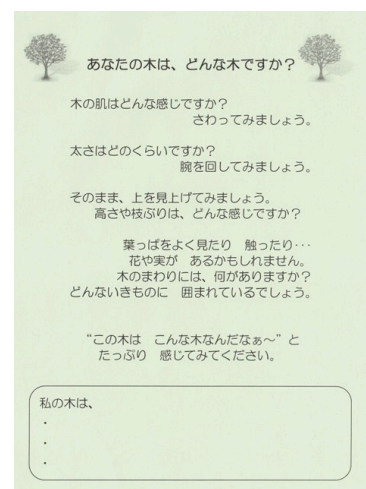 あなたの木は、どんな木ですか？
木の肌はどんな感じですか？
さわってみましょう。
太さはどのくらいですか？
腕を回してみましょう。
そのまま、上を見上げてみましょう。
高さや枝ぶりは、どんな感じですか？
葉っぱをよく見たり　触ったり･･･
花や実が　あるかもしれません。
木のまわりには、何がありますか？
どんないきものに　囲まれているでしょう。
“この木は　こんな木なんだなぁ～”と
たっぷり　感じてみてください。
私の木は、
・
・
・